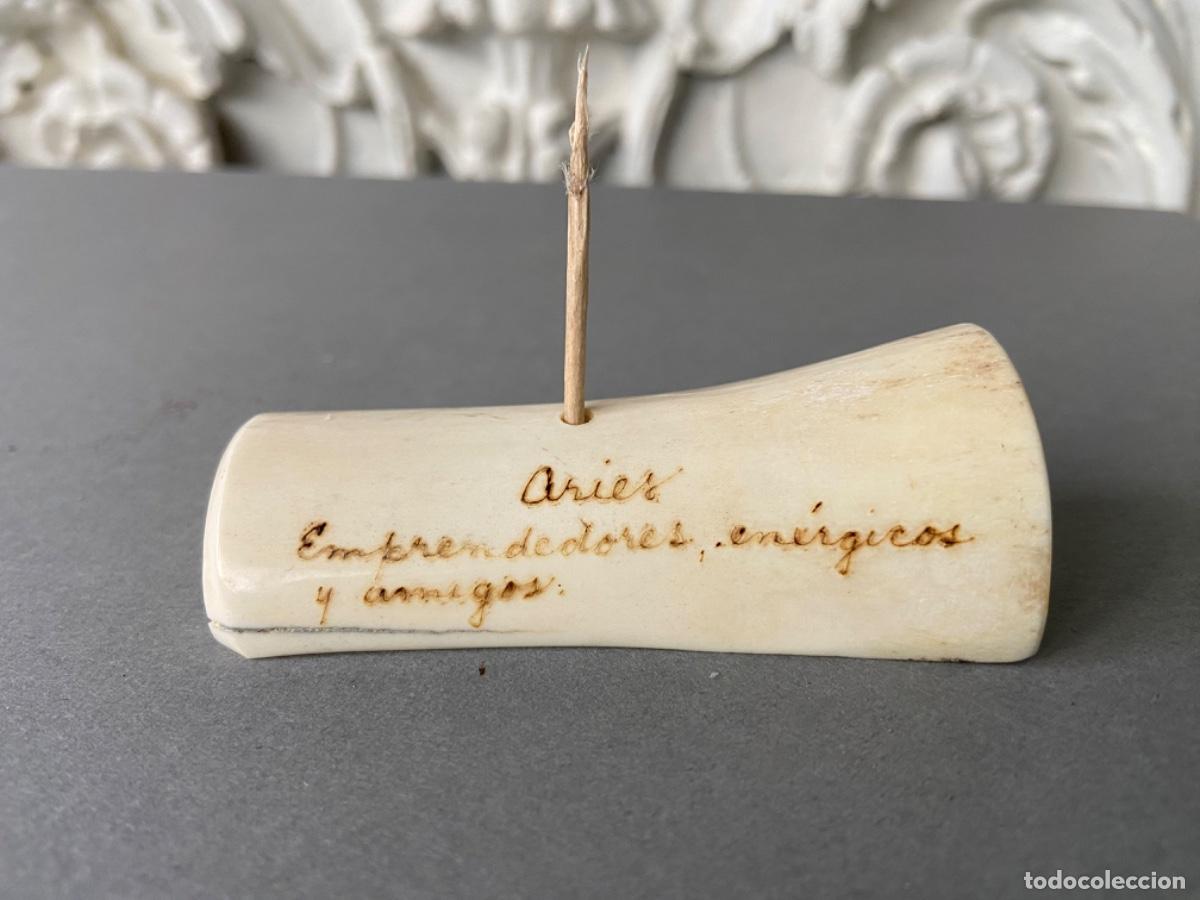 Aries
Emprendedores, enérgicos
y amigos.
todocoleccion